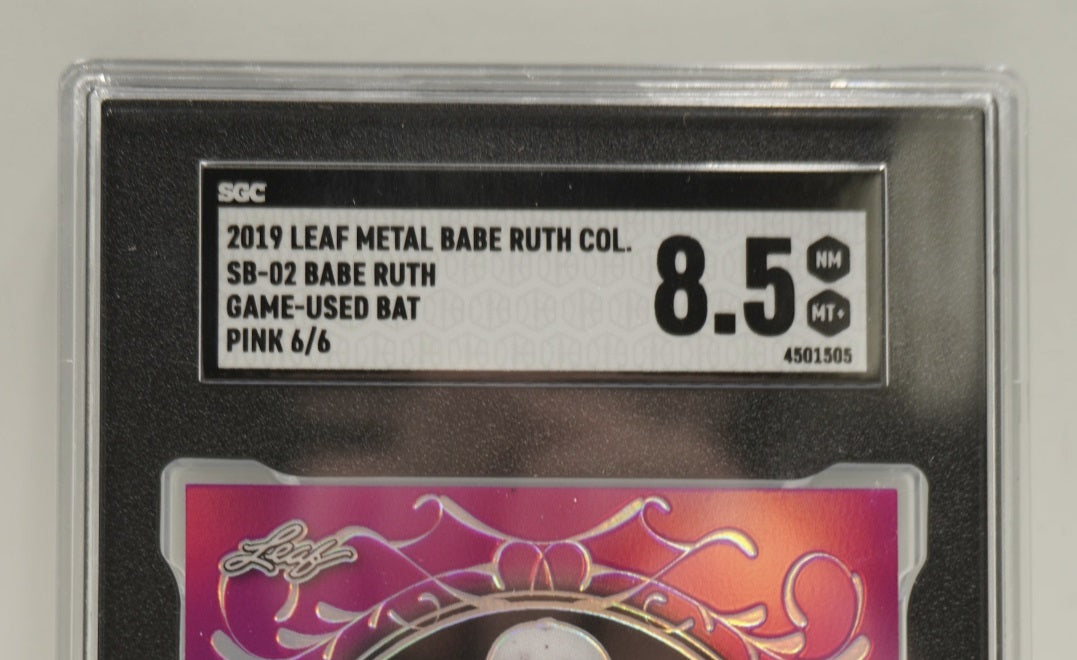 SGC
2019 LEAF METAL BABE RUTH COL.
SB-02 BABE RUTH
GAME-USED BAT
PINK 6/6
8.5
NM
MT+
4501505
Leaf